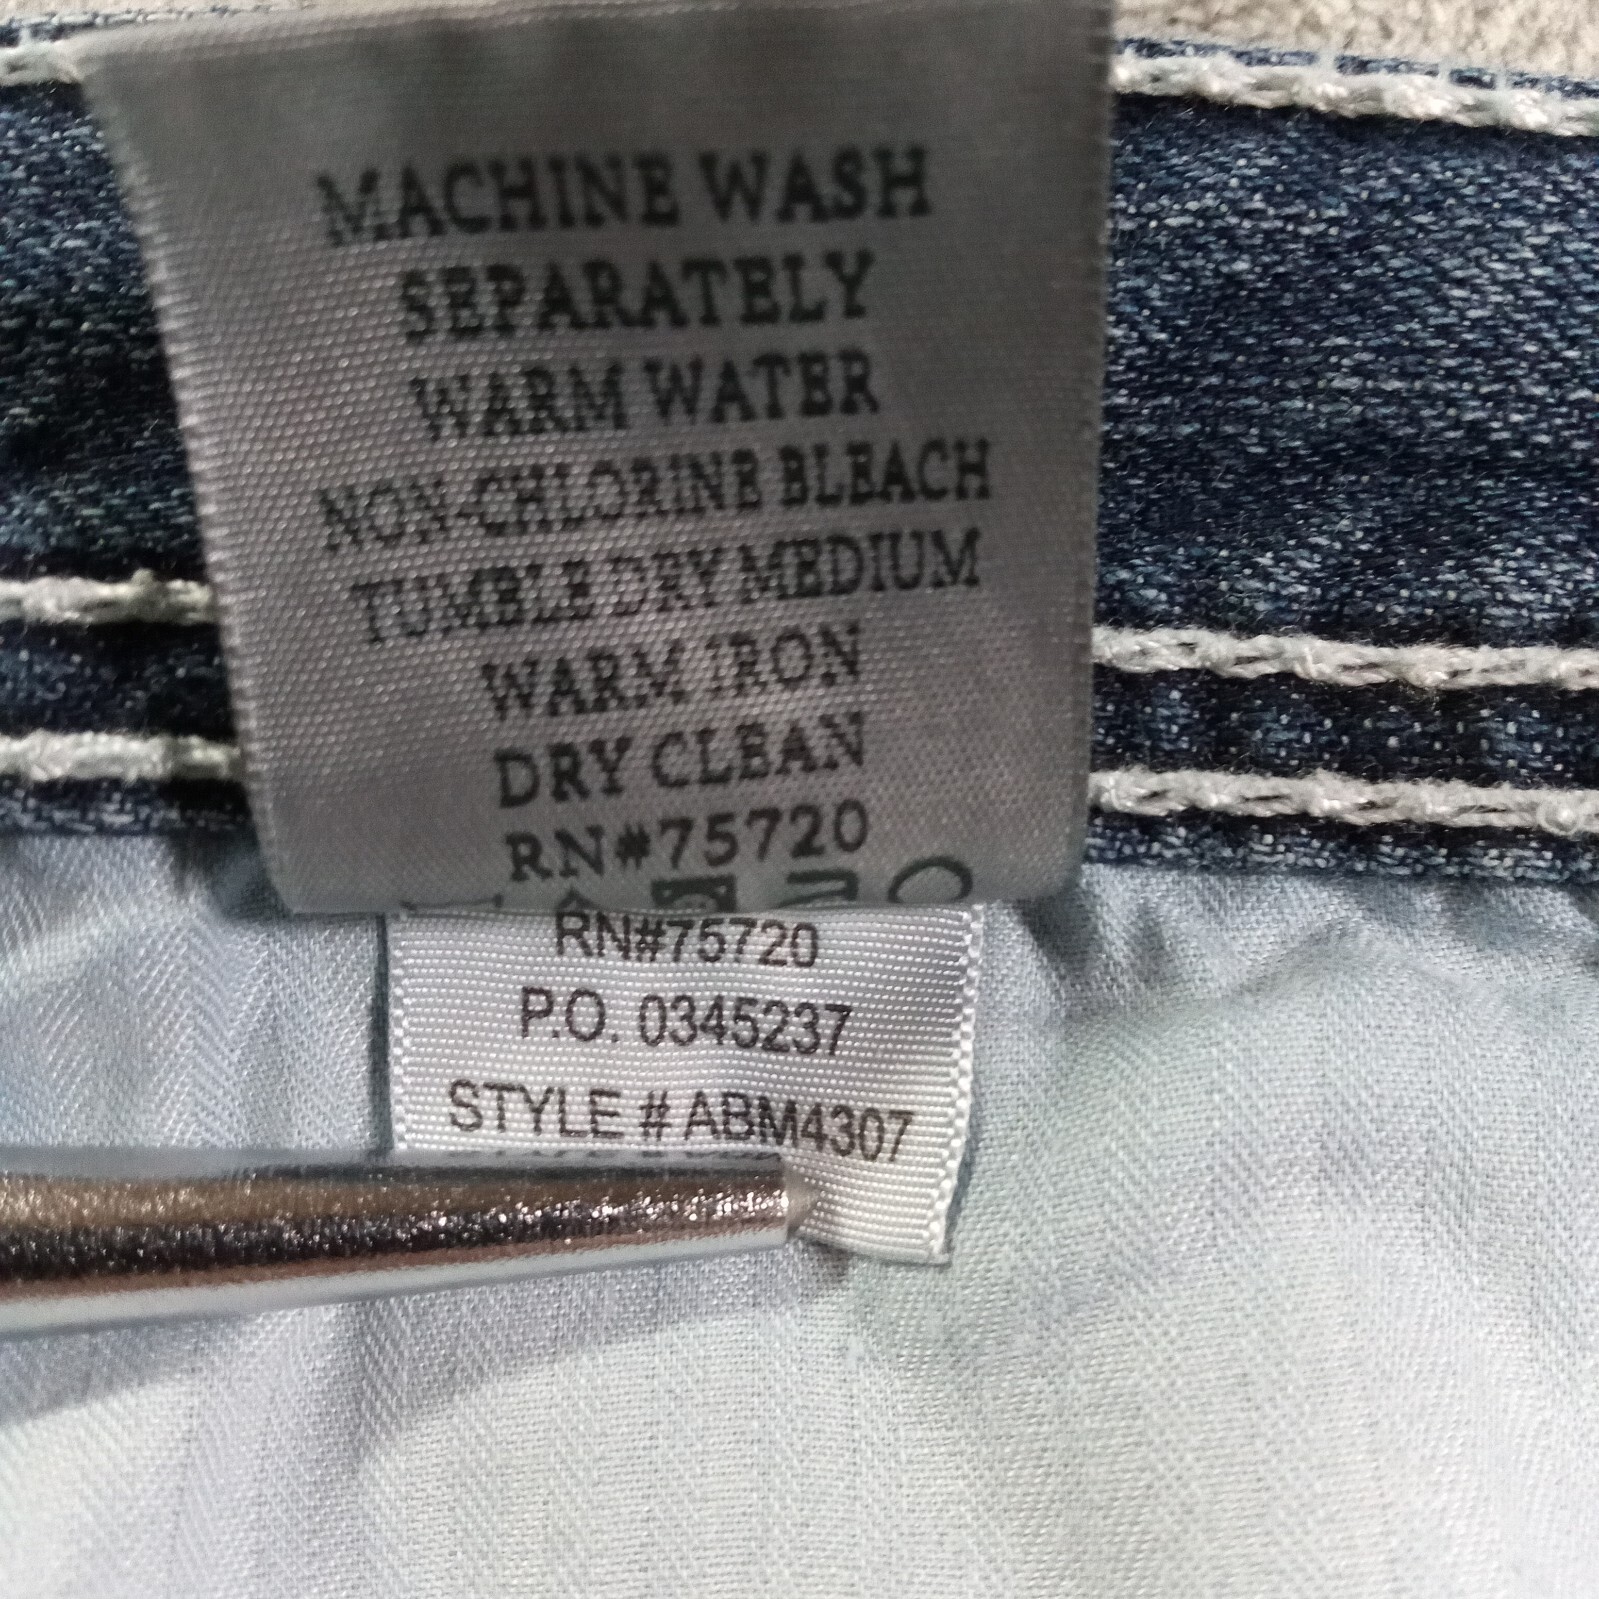 MACHINE WASH
SEPARATELY
WARM WATER
NON-CHLORINE BLEACH
TUMBLE DRY MEDIUM
WARM IRON
DRY CLEAN
RN#75720
RN#75720
P.O. 0345237
STYLE # ABM4307